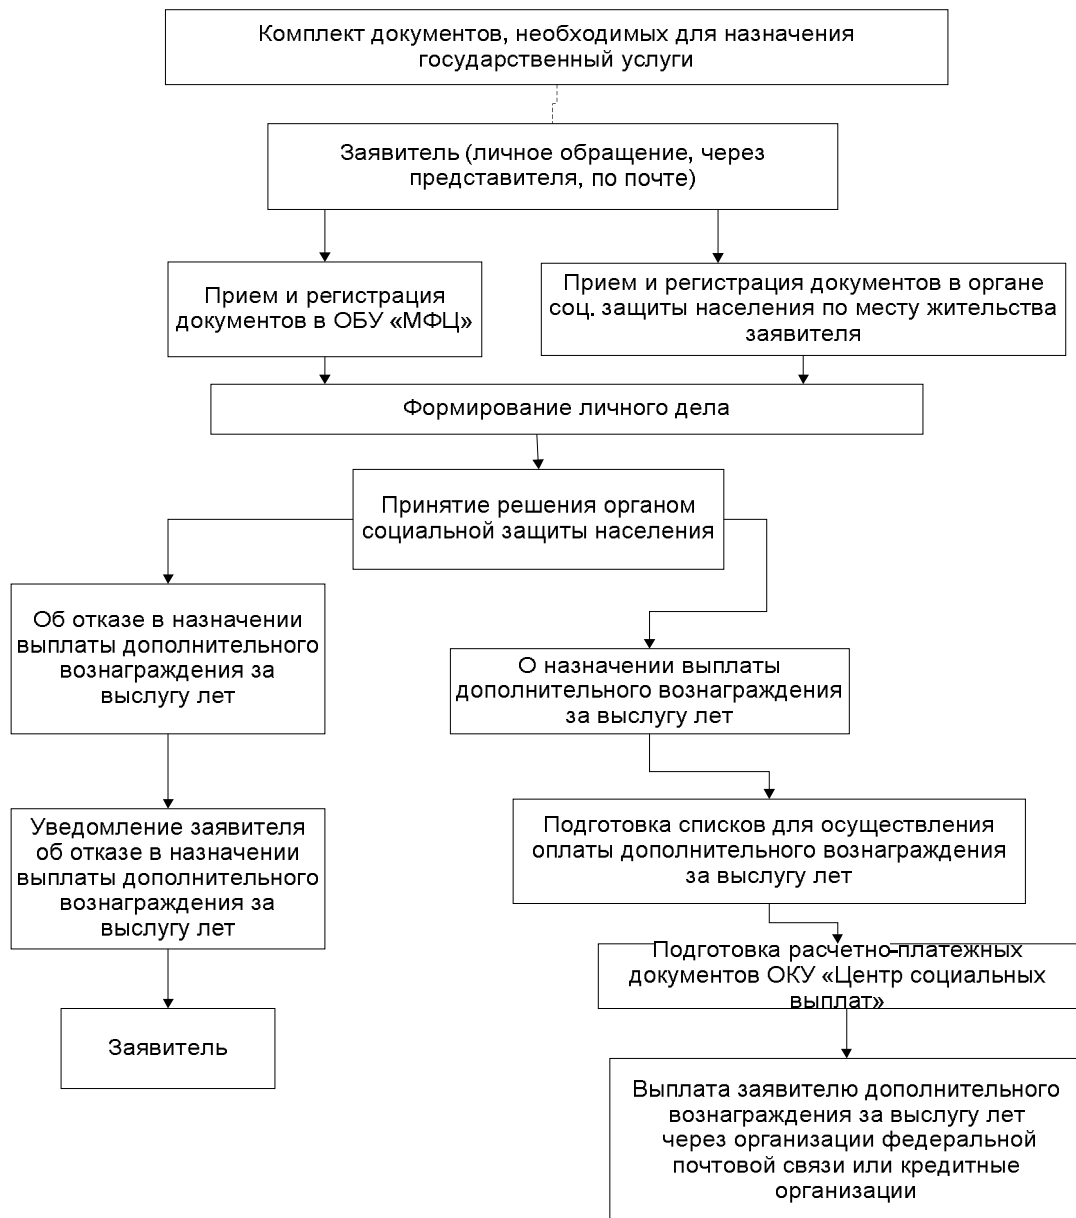 Комплект документов, необходимых для назначения
государственный услуги
Заявитель (личное обращение, через
представителя, по почте)
Прием и регистрация
документов в ОБУ «МФЦ»
Прием и регистрация документов в органе
соц. защиты населения по месту жительства
заявителя
Формирование личного дела
Принятие решения органом
социальной защиты населения
Об отказе в назначении
выплаты дополнительного
вознаграждения за
выслугу лет
О назначении выплаты
дополнительного вознаграждения
за выслугу лет
Уведомление заявителя
об отказе в назначении
выплаты дополнительного
вознаграждения за
выслугу лет
Подготовка списков для осуществления
оплаты дополнительного вознаграждения
за выслугу лет
Подготовка расчетно-платежных
документов ОКУ «Центр социальных
выплат»
Заявитель
Выплата заявителю дополнительного
вознаграждения за выслугу лет
через организации федеральной
почтовой связи или кредитные
организации